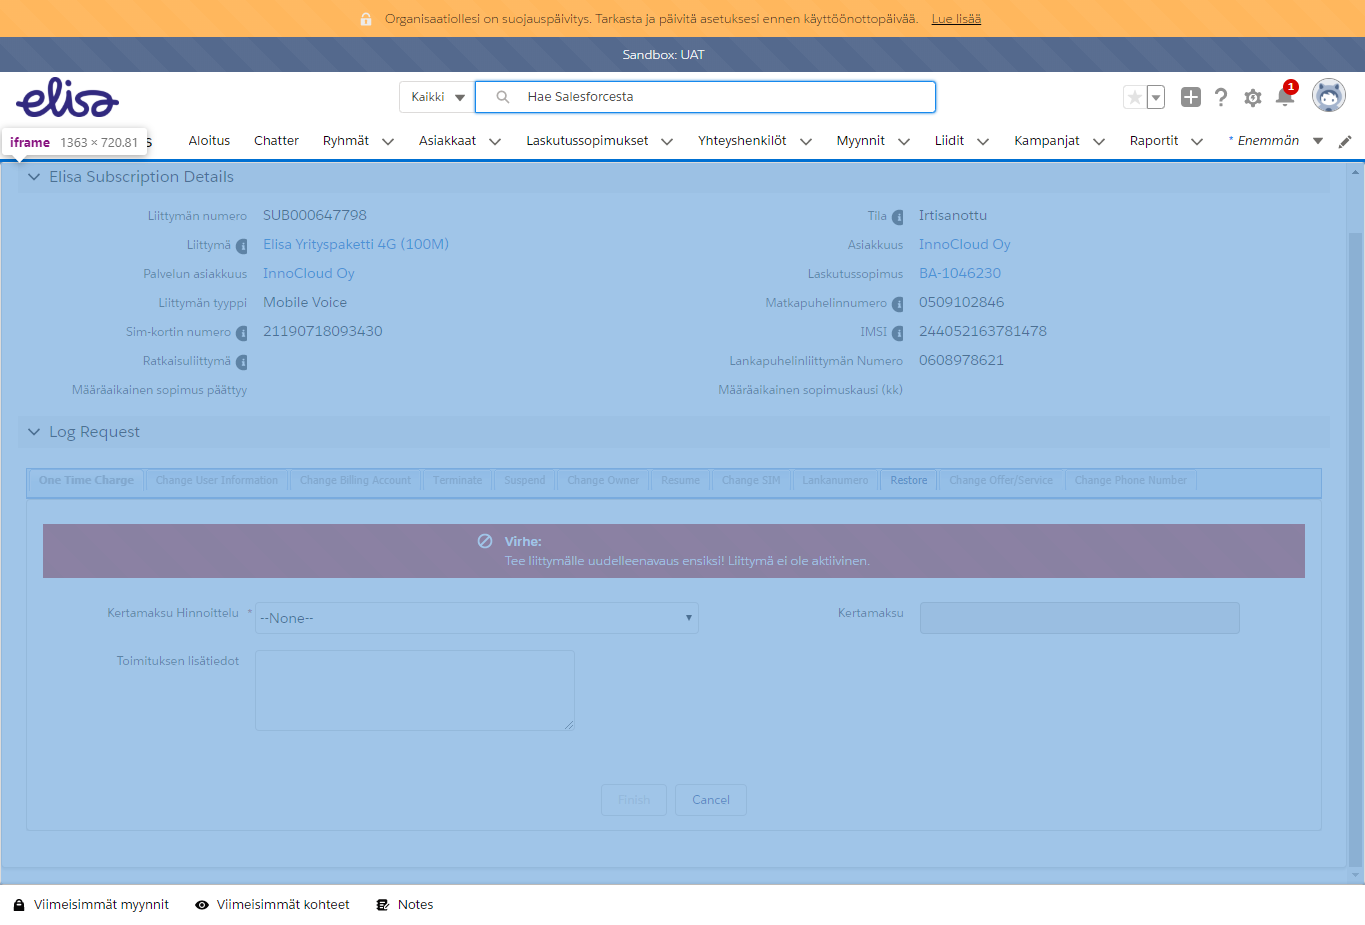 Organisaatiollesi on suojauspäivitys. Tarkasta ja päivitä asetuksesi ennen käyttöönottopäivää. Lue lisää
Sandbox: UAT
elisa
Kaikki Hae Salesforcesta 1
iframe 1363 × 720.81
Aloitus Chatter Ryhmät Asiakkaat Laskutussopimukset Yhteyshenkilöt Myynnit Liidit Kampanjat Raportit * Enemmän
Elisa Subscription Details
Liittymän numero SUB000647798 Tila Irtisanottu
Liittymä Elisa Yrityspaketti 4G (100M) Asiakkuus InnoCloud Oy
Palvelun asiakkuus InnoCloud Oy Laskutussopimus BA-1046230
Liittymän tyyppi Mobile Voice Matkapuhelinnumero 0509102846
Sim-kortin numero 21190718093430 IMSI 244052163781478
Ratkaisuliittymä Lankapuhelinliittymän Numero 0608978621
Määräaikainen sopimus päättyy Määräaikainen sopimuskausi (kk)
Log Request
One Time Charge Change User Information Change Billing Account Terminate Suspend Change Owner Resume Change SIM Lankanumero Restore Change Offer/Service Change Phone Number
Virhe:
Tee liittymälle uudelleenavaus ensiksi! Liittymä ei ole aktiivinen.
Kertamaksu Hinnoittelu * --None-- Kertamaksu
Toimituksen lisätiedot
Finish Cancel
Viimeisimmät myynnit Viimeisimmät kohteet Notes